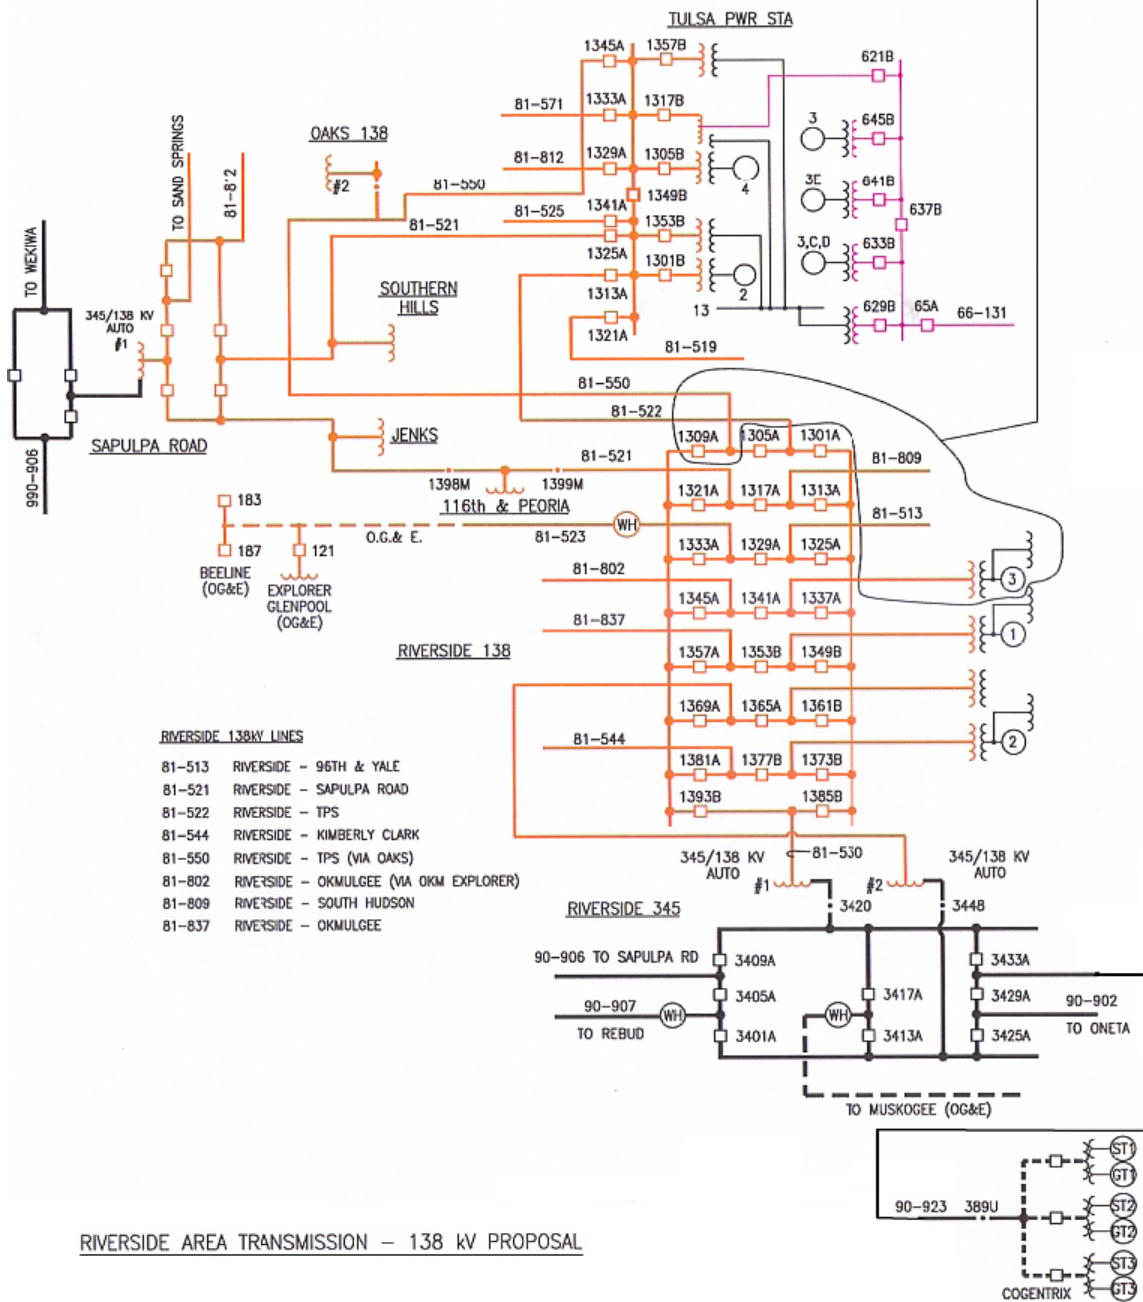 TULSA PWR STA
1345A
1357B
621B
81-571
1333A
1317B
3
645B
OAKS 138
81-812
1329A
1305B
4
#2
81-550
1349B
3E
641B
TO SAND SPRINGS
81-8'2
81-525
1341A
1353B
637B
81-521
TO WEKIWA
1325A
1301B
3,C,D
633B
SOUTHERN
HILLS
1313A
2
345/138 KV
AUTO
#1
13
629B
65A
66-131
1321A
81-519
81-550
81-522
SAPULPA ROAD
990-906
JENKS
1309A
1305A
1301A
81-521
81-809
1398M
1399M
116th & PEORIA
1321A
1317A
1313A
183
81-513
O.G.& E.
WH
81-523
187
121
1333A
1329A
1325A
BEELINE
(OG&E)
EXPLORER
GLENPOOL
(OG&E)
81-802
3
1345A
1341A
1337A
81-837
1
RIVERSIDE 138
1357A
1353B
1349B
1369A
1365A
1361B
RIVERSIDE 138kV LINES
81-544
2
81-513 RIVERSIDE - 96TH & YALE
81-521 RIVERSIDE - SAPULPA ROAD
81-522 RIVERSIDE - TPS
81-544 RIVERSIDE - KIMBERLY CLARK
81-550 RIVERSIDE - TPS (VIA OAKS)
81-802 RIVERSIDE - OKMULGEE (VIA OKM EXPLORER)
81-809 RIVERSIDE - SOUTH HUDSON
81-837 RIVERSIDE - OKMULGEE
1381A
1377B
1373B
1393B
1385B
345/138 KV
AUTO
#1
81-530
345/138 KV
AUTO
#2
3420
3448
RIVERSIDE 345
90-906 TO SAPULPA RD
3409A
3433A
90-907
TO REBUD
WH
3405A
WH
3417A
3429A
90-902
TO ONETA
3401A
3413A
3425A
TO MUSKOGEE (OG&E)
ST1
GT1
90-923
389U
ST2
GT2
ST3
GT3
COGENTRIX
RIVERSIDE AREA TRANSMISSION - 138 kV PROPOSAL